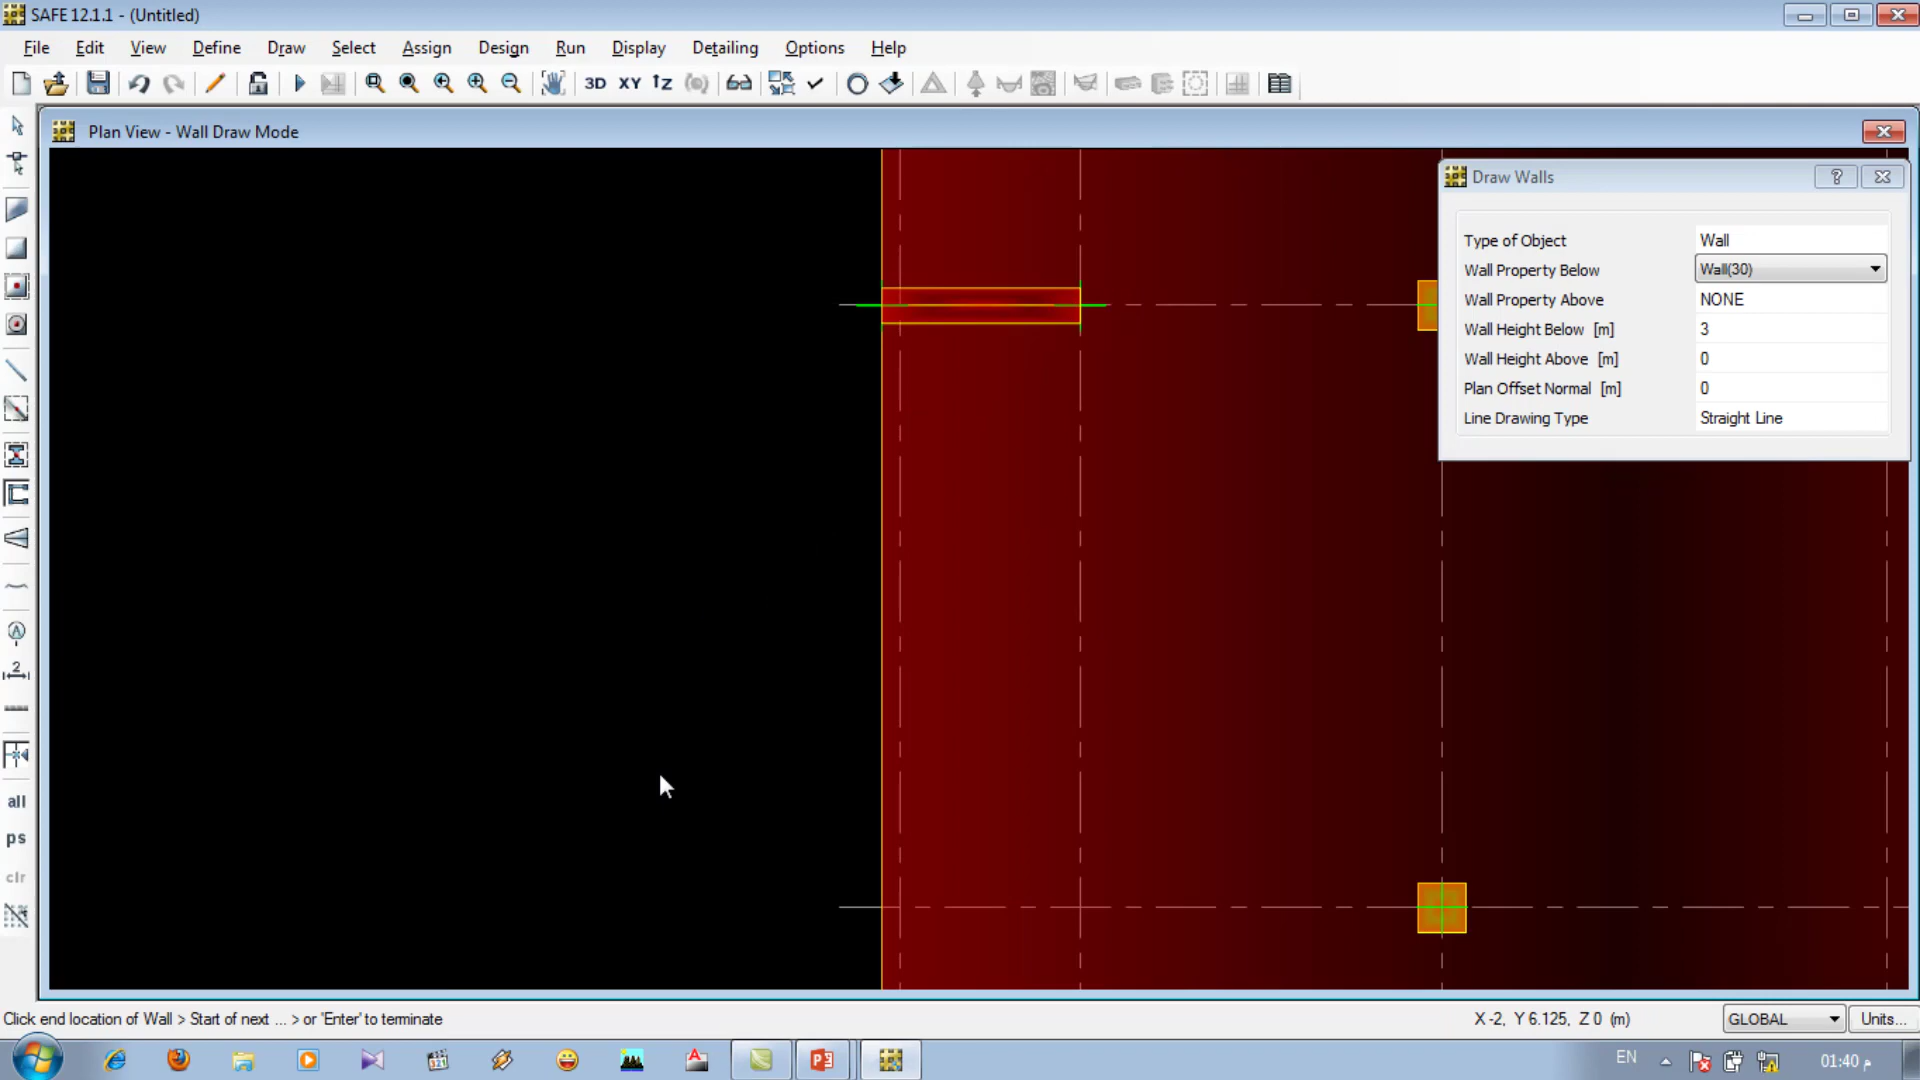 SAFE 12.1.1 - (Untitled)
File Edit View Define Draw Select Assign Design Run Display Detailing Options Help
3D XY
Plan View - Wall Draw Mode
Draw Walls
Type of Object Wall
Wall Property Below Wall(30)
Wall Property Above NONE
Wall Height Below [m] 3
Wall Height Above [m] 0
Plan Offset Normal [m] 0
Line Drawing Type Straight Line
all
ps
clr
Click end location of Wall > Start of next ... > or 'Enter' to terminate
X -2, Y 6.125, Z 0 (m)
GLOBAL
Units...
EN
01:40 م